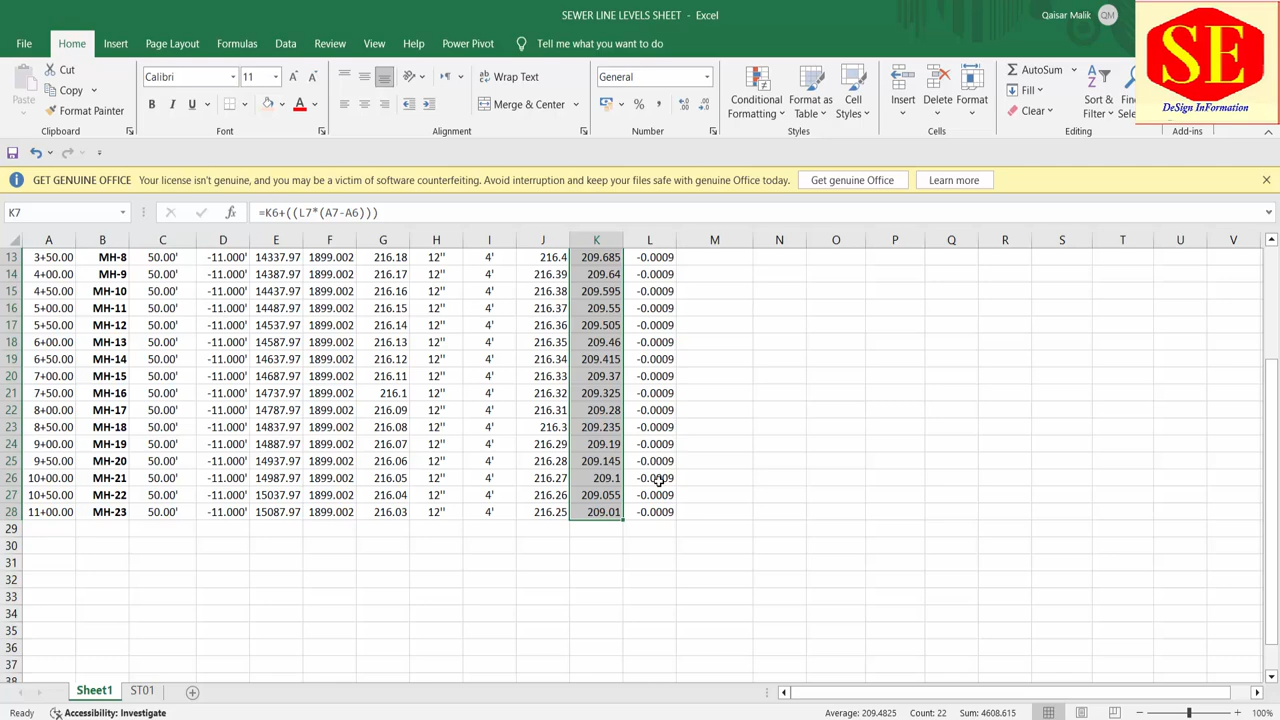 SEWER LINE LEVELS SHEET - Excel
Qaisar Malik QM
SE
DeSign InFormation
File Home Insert Page Layout Formulas Data Review View Help Power Pivot Tell me what you want to do
Paste
Cut
Copy
Format Painter
Clipboard
Calibri 11
B I U
Font
Wrap Text
Merge & Center
Alignment
General
Number
Conditional Formatting
Format as Table
Cell Styles
Styles
Insert Delete Format
Cells
AutoSum
Fill
Clear
Sort & Filter
Editing
Add-ins
GET GENUINE OFFICE Your license isn't genuine, and you may be a victim of software counterfeiting. Avoid interruption and keep your files safe with genuine Office today. Get genuine Office Learn more
K7 fx =K6+((L7*(A7-A6)))
A B C D E F G H I J K L M N O P Q R S T U V
13 3+50.00 MH-8 50.00' -11.000' 14337.97 1899.002 216.18 12'' 4' 216.4 209.685 -0.0009
14 4+00.00 MH-9 50.00' -11.000' 14387.97 1899.002 216.17 12'' 4' 216.39 209.64 -0.0009
15 4+50.00 MH-10 50.00' -11.000' 14437.97 1899.002 216.16 12'' 4' 216.38 209.595 -0.0009
16 5+00.00 MH-11 50.00' -11.000' 14487.97 1899.002 216.15 12'' 4' 216.37 209.55 -0.0009
17 5+50.00 MH-12 50.00' -11.000' 14537.97 1899.002 216.14 12'' 4' 216.36 209.505 -0.0009
18 6+00.00 MH-13 50.00' -11.000' 14587.97 1899.002 216.13 12'' 4' 216.35 209.46 -0.0009
19 6+50.00 MH-14 50.00' -11.000' 14637.97 1899.002 216.12 12'' 4' 216.34 209.415 -0.0009
20 7+00.00 MH-15 50.00' -11.000' 14687.97 1899.002 216.11 12'' 4' 216.33 209.37 -0.0009
21 7+50.00 MH-16 50.00' -11.000' 14737.97 1899.002 216.1 12'' 4' 216.32 209.325 -0.0009
22 8+00.00 MH-17 50.00' -11.000' 14787.97 1899.002 216.09 12'' 4' 216.31 209.28 -0.0009
23 8+50.00 MH-18 50.00' -11.000' 14837.97 1899.002 216.08 12'' 4' 216.3 209.235 -0.0009
24 9+00.00 MH-19 50.00' -11.000' 14887.97 1899.002 216.07 12'' 4' 216.29 209.19 -0.0009
25 9+50.00 MH-20 50.00' -11.000' 14937.97 1899.002 216.06 12'' 4' 216.28 209.145 -0.0009
26 10+00.00 MH-21 50.00' -11.000' 14987.97 1899.002 216.05 12'' 4' 216.27 209.1 -0.0009
27 10+50.00 MH-22 50.00' -11.000' 15037.97 1899.002 216.04 12'' 4' 216.26 209.055 -0.0009
28 11+00.00 MH-23 50.00' -11.000' 15087.97 1899.002 216.03 12'' 4' 216.25 209.01 -0.0009
29
30
31
32
33
34
35
36
37
38
Sheet1 ST01
Ready Accessibility: Investigate Average: 209.4825 Count: 22 Sum: 4608.615 100%